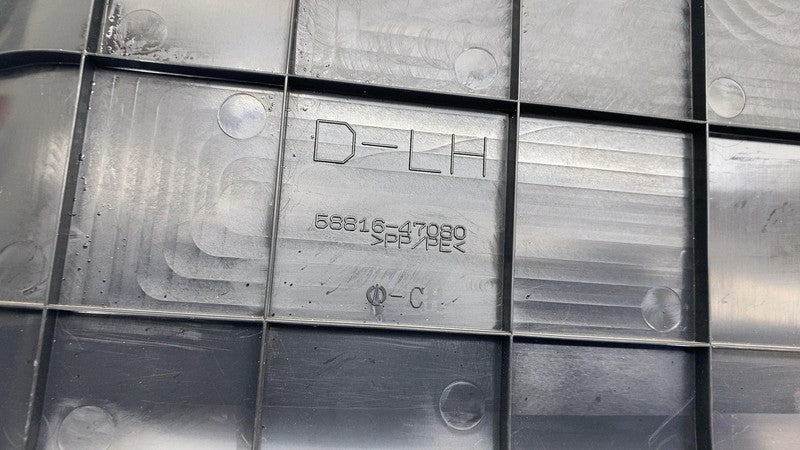 D-LH
58816-47080
>PP/PE<
-C